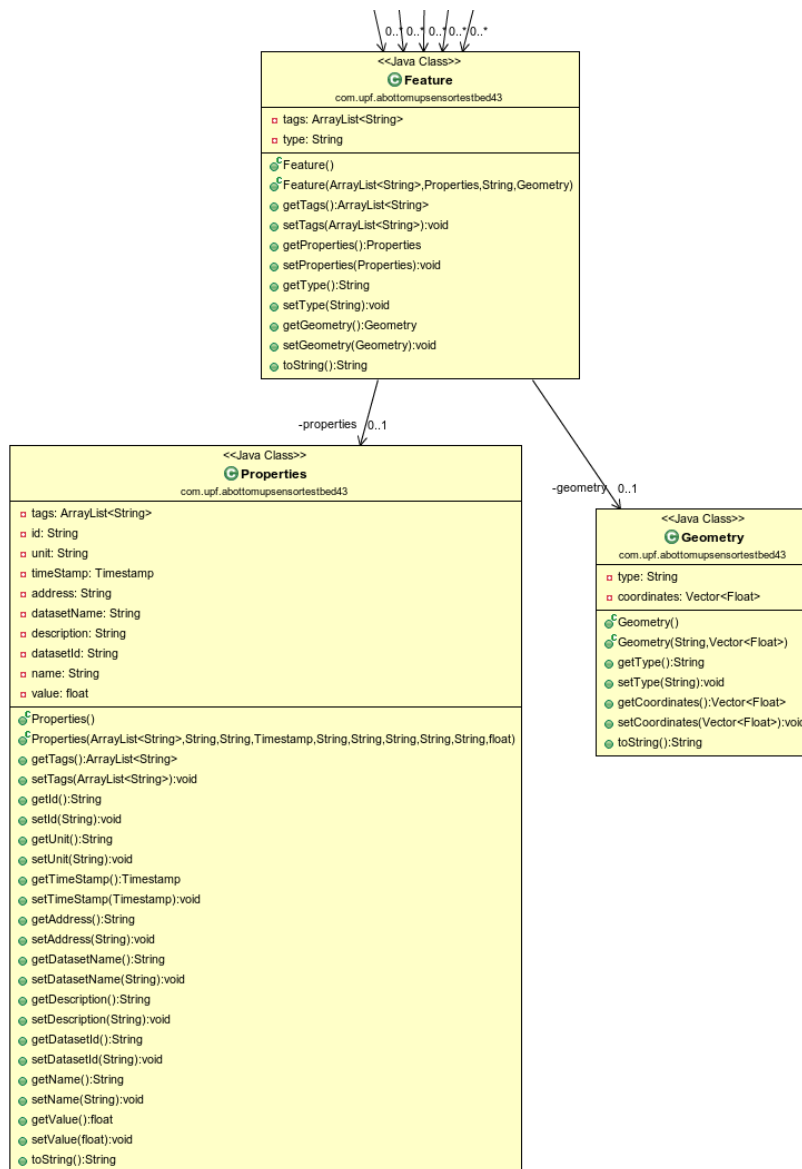 0..* 0..* 0..* 0..* 0..*
<<Java Class>>
Feature
com.upf.abottomupsensortestbed43
tags: ArrayList<String>
type: String
Feature()
Feature(ArrayList<String>,Properties,String,Geometry)
getTags():ArrayList<String>
setTags(ArrayList<String>):void
getProperties():Properties
setProperties(Properties):void
getType():String
setType(String):void
getGeometry():Geometry
setGeometry(Geometry):void
toString():String
-properties 0..1
<<Java Class>>
Properties
com.upf.abottomupsensortestbed43
tags: ArrayList<String>
id: String
unit: String
timeStamp: Timestamp
address: String
datasetName: String
description: String
datasetId: String
name: String
value: float
Properties()
Properties(ArrayList<String>,String,String,Timestamp,String,String,String,String,String,float)
getTags():ArrayList<String>
setTags(ArrayList<String>):void
getId():String
setId(String):void
getUnit():String
setUnit(String):void
getTimeStamp():Timestamp
setTimeStamp(Timestamp):void
getAddress():String
setAddress(String):void
getDatasetName():String
setDatasetName(String):void
getDescription():String
setDescription(String):void
getDatasetId():String
setDatasetId(String):void
getName():String
setName(String):void
getValue():float
setValue(float):void
toString():String
-geometry 0..1
<<Java Class>>
Geometry
com.upf.abottomupsensortestbed43
type: String
coordinates: Vector<Float>
Geometry()
Geometry(String,Vector<Float>)
getType():String
setType(String):void
getCoordinates():Vector<Float>
setCoordinates(Vector<Float>):void
toString():String